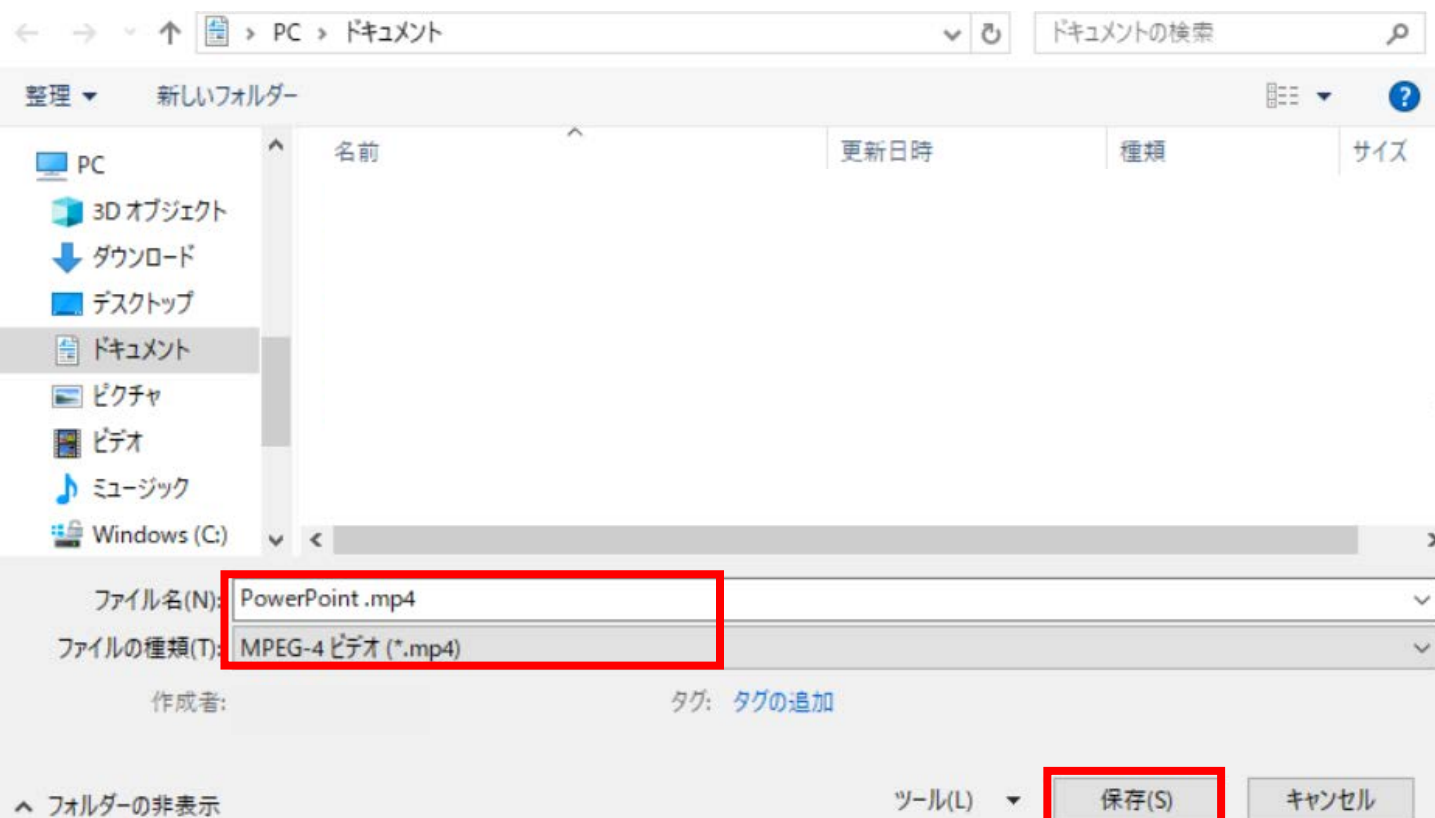 PC › ドキュメント
ドキュメントの検索
整理
新しいフォルダー
名前
更新日時
種類
サイズ
PC
3D オブジェクト
ダウンロード
デスクトップ
ドキュメント
ピクチャ
ビデオ
ミュージック
Windows (C:)
ファイル名(N): PowerPoint .mp4
ファイルの種類(T): MPEG-4 ビデオ (*.mp4)
作成者:
タグ: タグの追加
フォルダーの非表示
ツール(L)
保存(S)
キャンセル